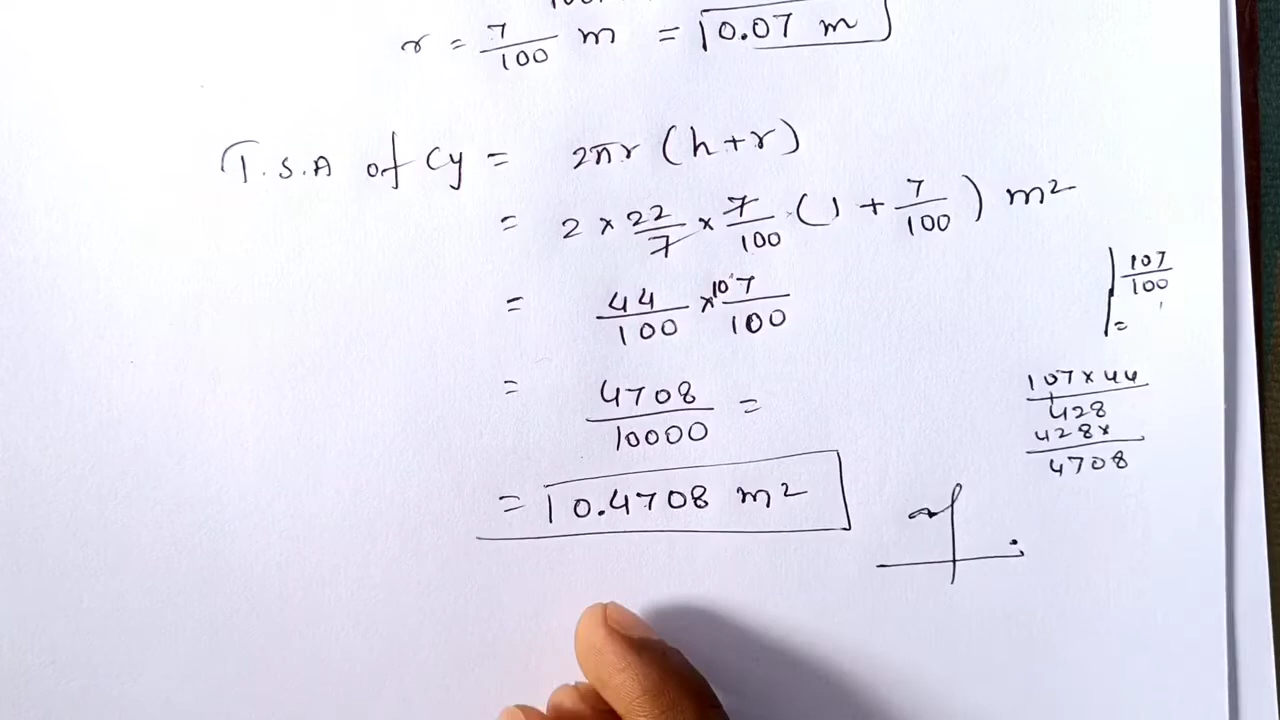 r = 7/100 m = 0.07 m
T.S.A of Cy = 2πr (h+r)
= 2 × 22/7 × 7/100 (1 + 7/100) m²
= 44/100 × 107/100
107/100
=
= 4708/10000 =
107×44
428
428×
4708
= 0.4708 m²